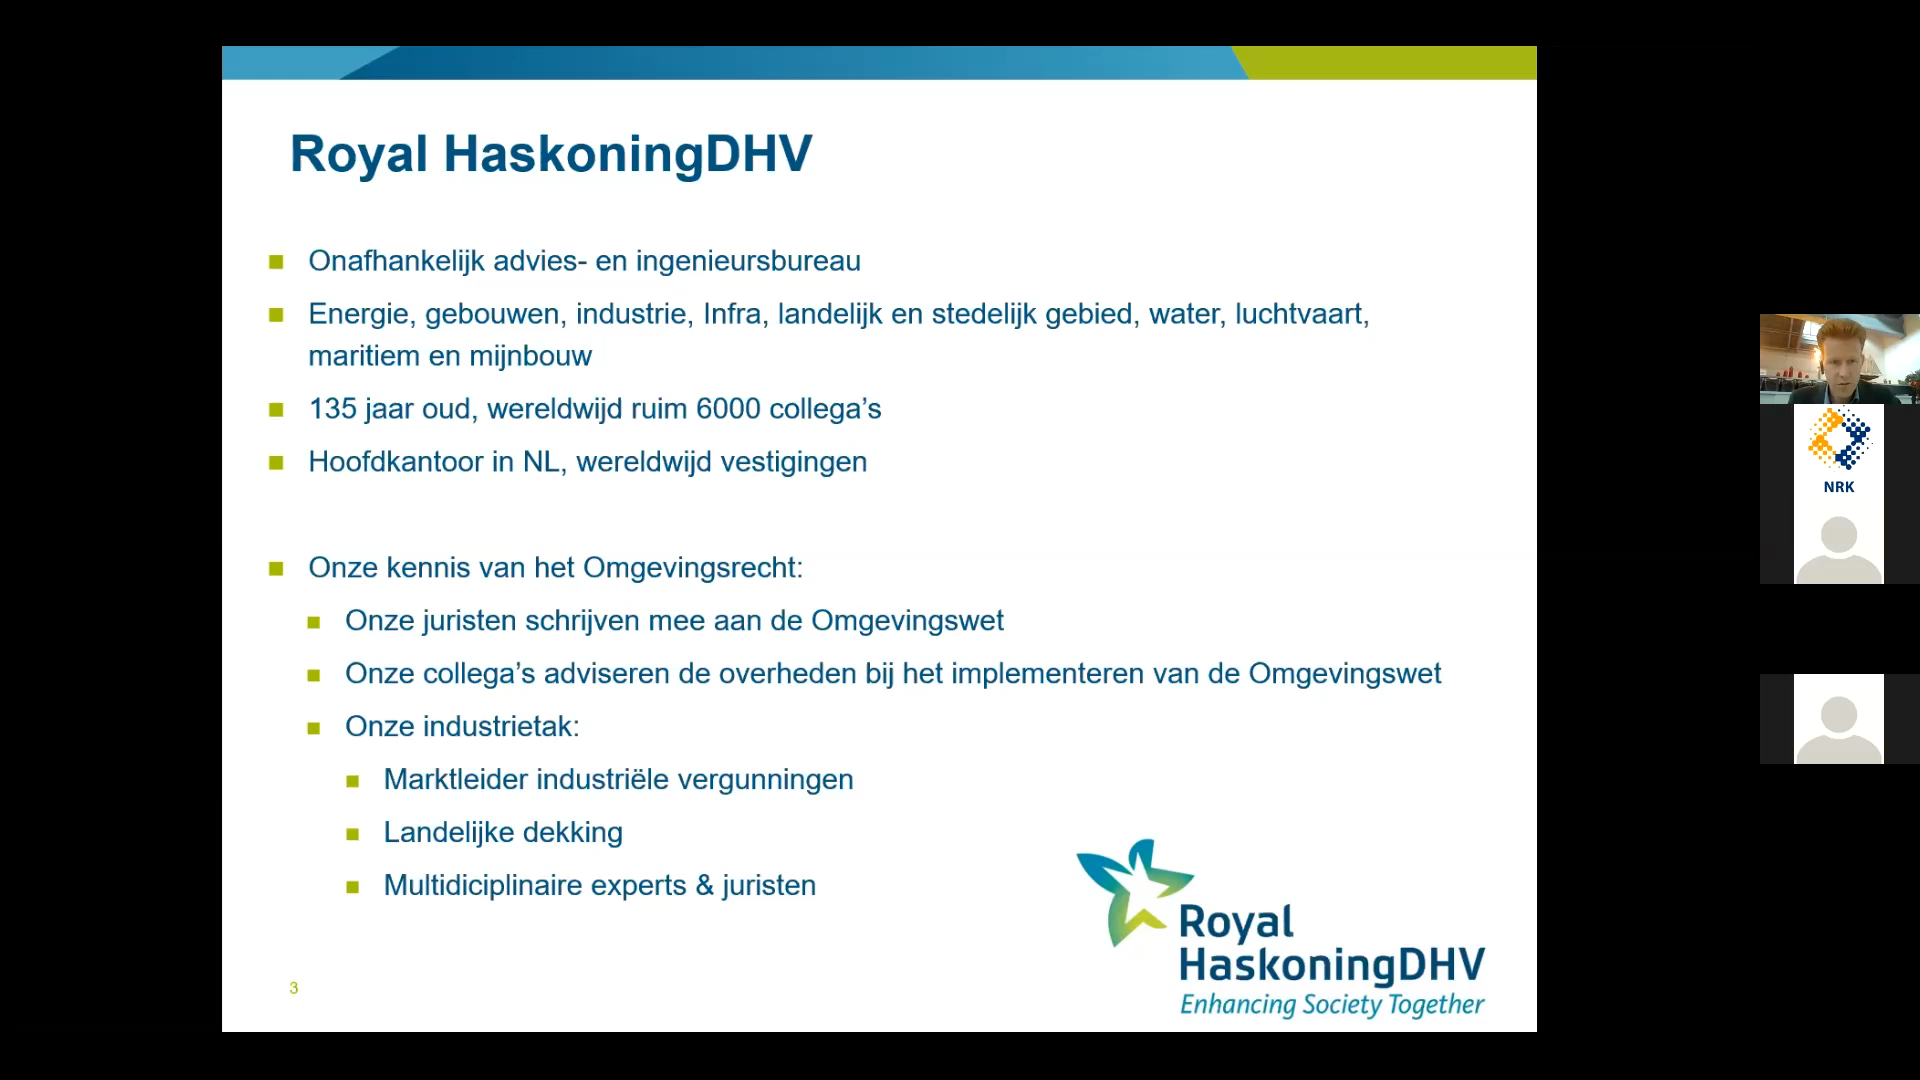 Royal HaskoningDHV
Onafhankelijk advies- en ingenieursbureau
Energie, gebouwen, industrie, Infra, landelijk en stedelijk gebied, water, luchtvaart,
maritiem en mijnbouw
135 jaar oud, wereldwijd ruim 6000 collega’s
Hoofdkantoor in NL, wereldwijd vestigingen
Onze kennis van het Omgevingsrecht:
Onze juristen schrijven mee aan de Omgevingswet
Onze collega’s adviseren de overheden bij het implementeren van de Omgevingswet
Onze industrietak:
Marktleider industriële vergunningen
Landelijke dekking
Multidiciplinaire experts & juristen
Royal
HaskoningDHV
Enhancing Society Together
3
NRK